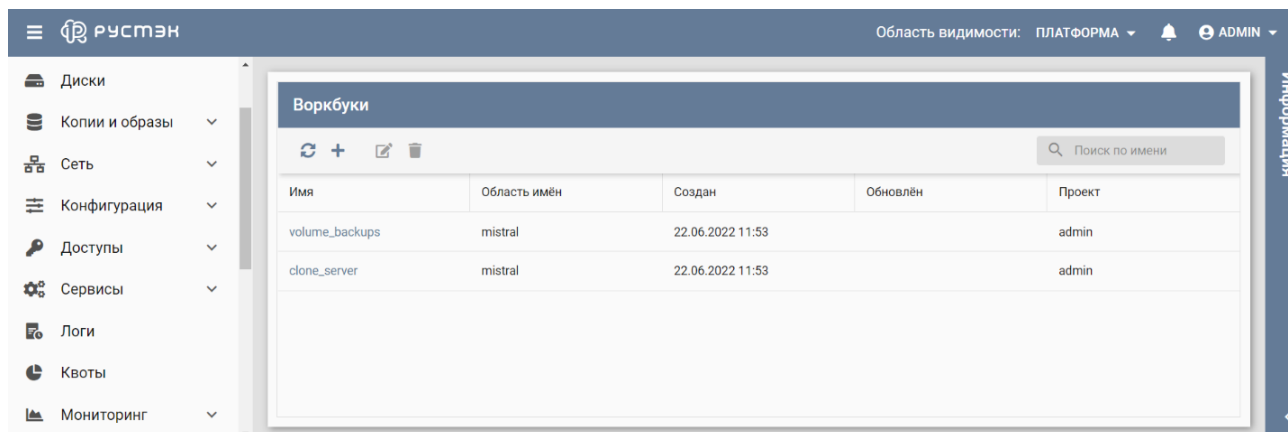 РУСТЭК
Область видимости: ПЛАТФОРМА
ADMIN
Диски
Копии и образы
Сеть
Конфигурация
Доступы
Сервисы
Логи
Квоты
Мониторинг
Воркбуки
Поиск по имени
Имя Область имён Создан Обновлён Проект
volume_backups mistral 22.06.2022 11:53 admin
clone_server mistral 22.06.2022 11:53 admin
Информация